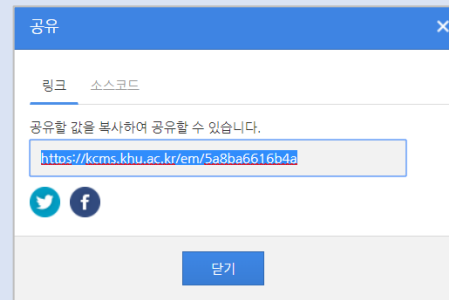 공유
링크 소스코드
공유할 값을 복사하여 공유할 수 있습니다.
https://kcms.khu.ac.kr/em/5a8ba6616b4a
닫기